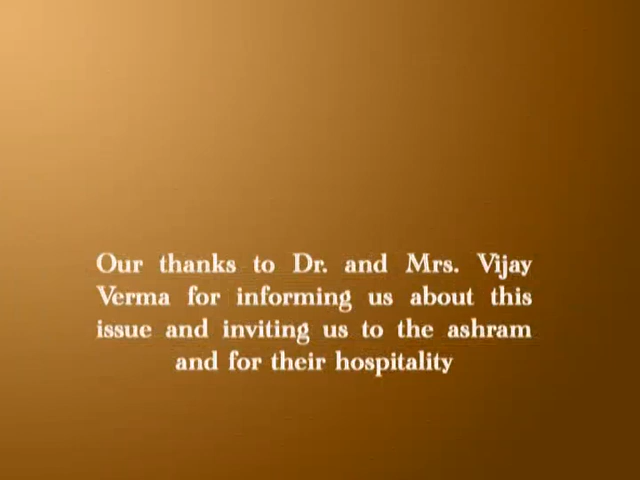 Our thanks to Dr. and Mrs. Vijay
Verma for informing us about this
issue and inviting us to the ashram
and for their hospitality